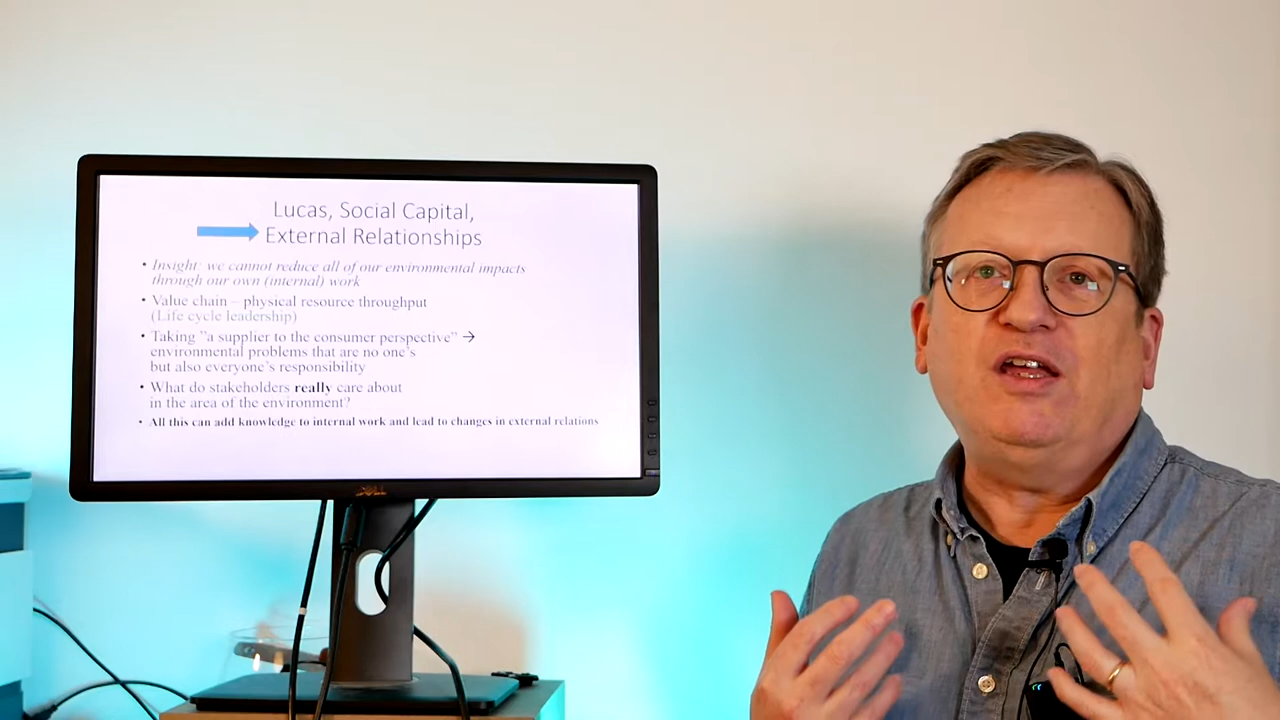 Lucas, Social Capital,
External Relationships
• Insight: we cannot reduce all of our environmental impacts
through our own (internal) work
• Value chain – physical resource throughput
(Life cycle leadership)
• Taking "a supplier to the consumer perspective" →
environmental problems that are no one's
but also everyone's responsibility
• What do stakeholders really care about
in the area of the environment?
• All this can add knowledge to internal work and lead to changes in external relations
DELL